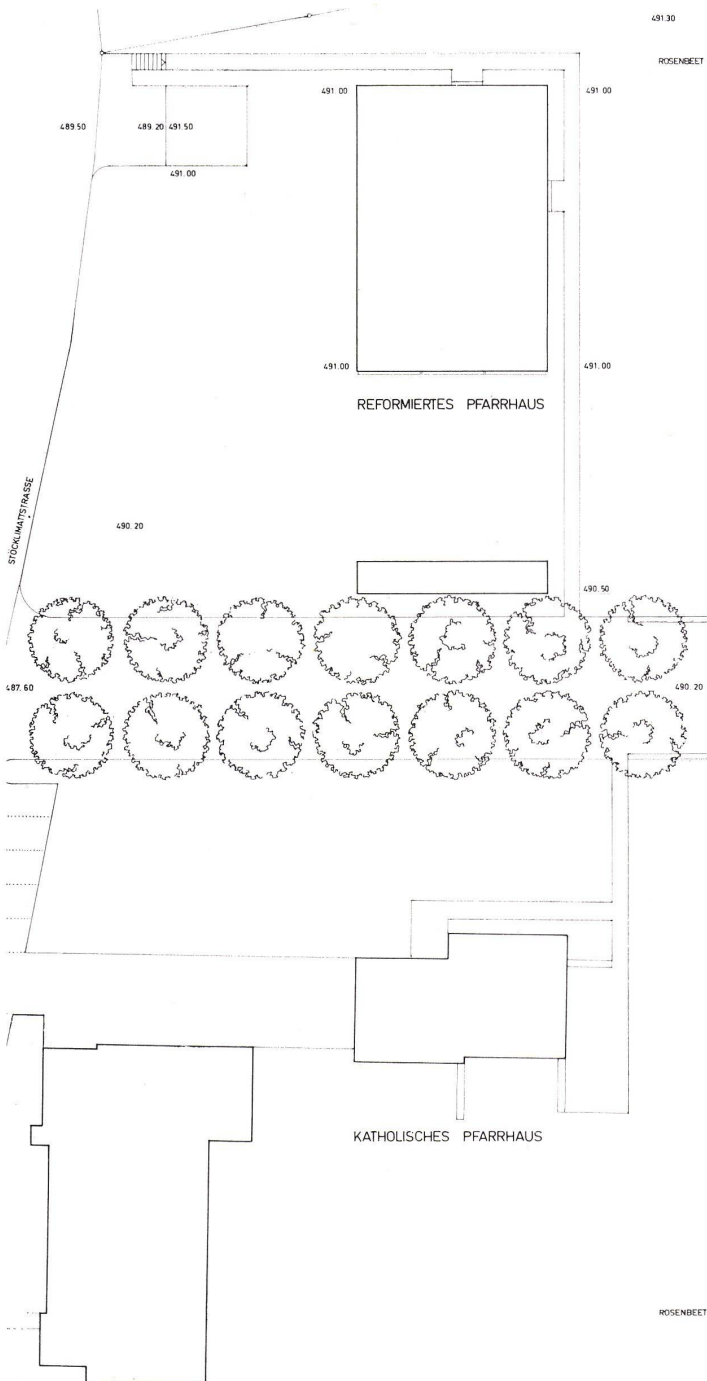 491.30
ROSENBEET
491.00
491.00
489.50
489.20
491.50
491.00
491.00
491.00
REFORMIERTES PFARRHAUS
STÖCKLIMATTSTRASSE
490.20
490.50
487.60
490.20
KATHOLISCHES PFARRHAUS
ROSENBEET